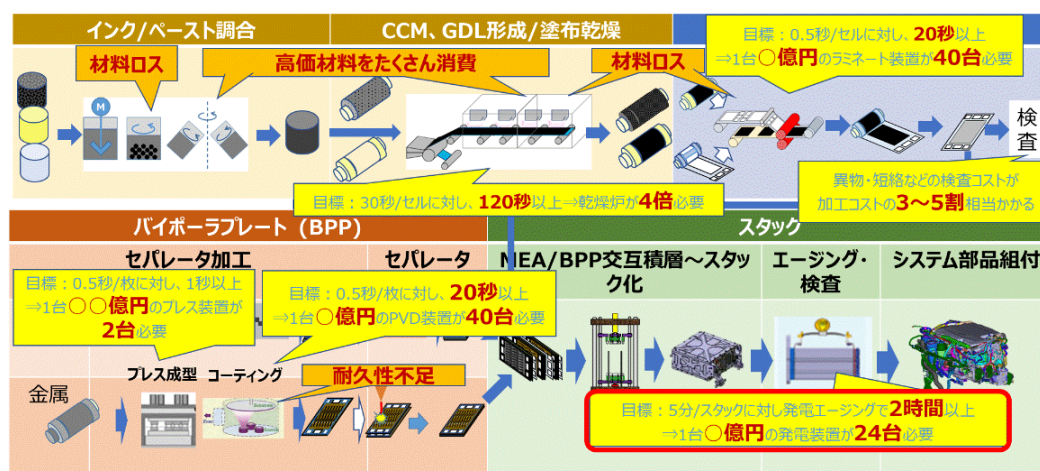 インク/ペースト調合
CCM、GDL形成/塗布乾燥
目標：0.5秒/セルに対し、20秒以上
⇒1台〇億円のラミネート装置が40台必要
材料ロス
高価材料をたくさん消費
材料ロス
M
検
査
目標：30秒/セルに対し、120秒以上⇒乾燥炉が4倍必要
異物・短絡などの検査コストが
加工コストの3～5割相当かかる
バイポーラプレート（BPP）
スタック
セパレータ加工
セパレータ
MEA/BPP交互積層～スタッ
ク化
エージング・
検査
システム部品組付
目標：0.5秒/枚に対し、1秒以上
⇒1台〇〇億円のプレス装置が
2台必要
目標：0.5秒/枚に対し、20秒以上
⇒1台〇億円のPVD装置が40台必要
金属
プレス成型
コーティング
耐久性不足
目標：5分/スタックに対し発電エージングで2時間以上
⇒1台〇億円の発電装置が24台必要